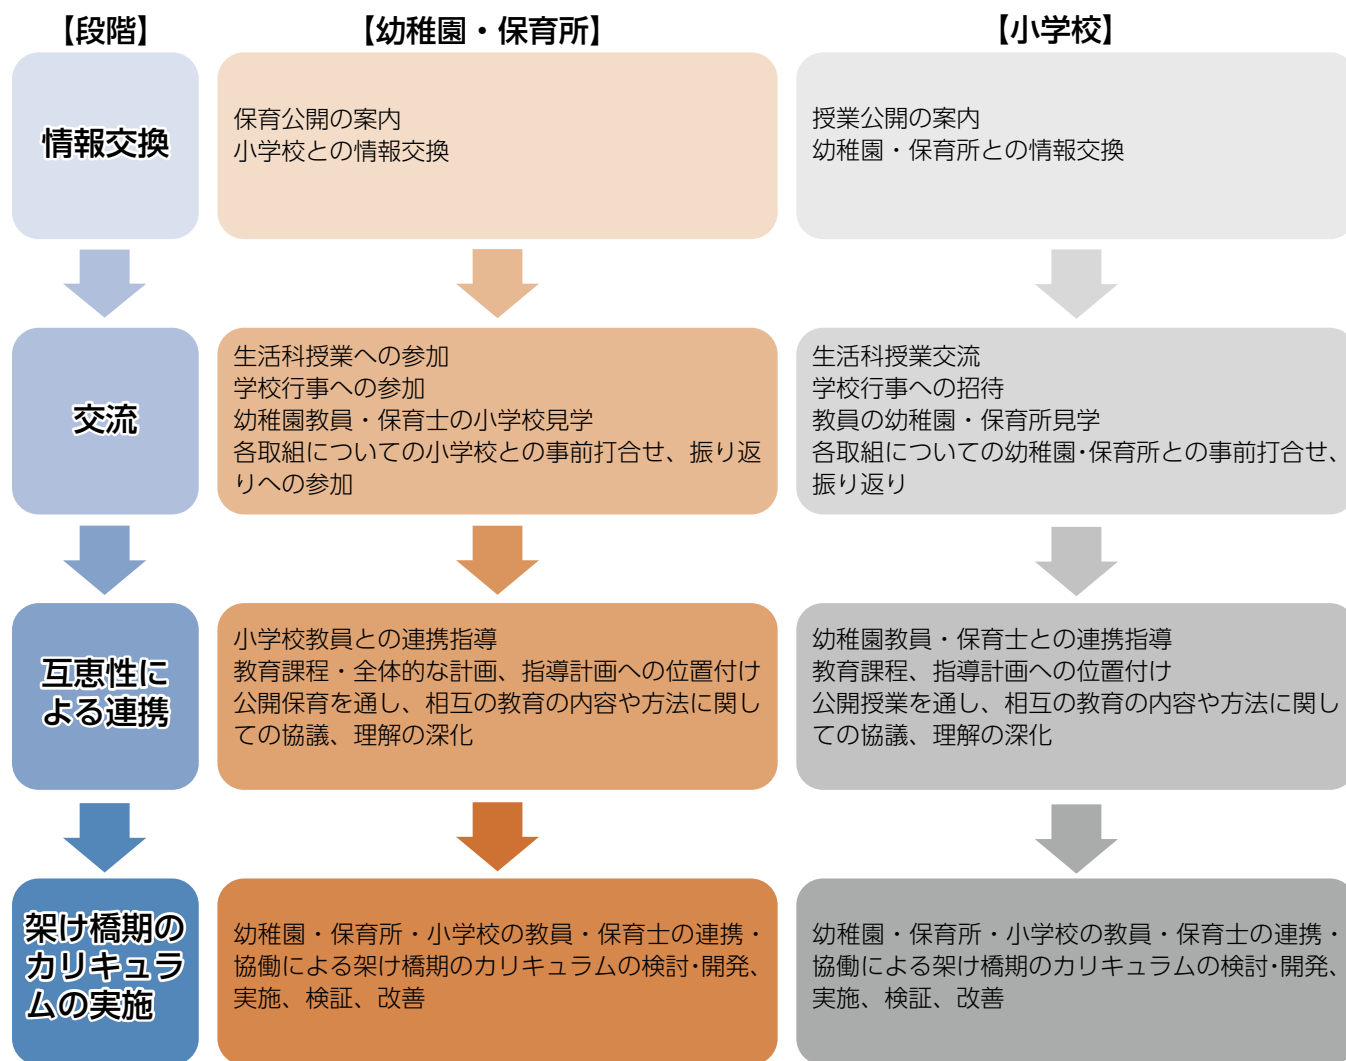 【段階】
【幼稚園・保育所】
【小学校】
情報交換
保育公開の案内
小学校との情報交換
授業公開の案内
幼稚園・保育所との情報交換
交流
生活科授業への参加
学校行事への参加
幼稚園教員・保育士の小学校見学
各取組についての小学校との事前打合せ、振り返
りへの参加
生活科授業交流
学校行事への招待
教員の幼稚園・保育所見学
各取組についての幼稚園・保育所との事前打合せ、
振り返り
互恵性に
よる連携
小学校教員との連携指導
教育課程・全体的な計画、指導計画への位置付け
公開保育を通し、相互の教育の内容や方法に関し
ての協議、理解の深化
幼稚園教員・保育士との連携指導
教育課程、指導計画への位置付け
公開授業を通し、相互の教育の内容や方法に関し
ての協議、理解の深化
架け橋期の
カリキュラ
ムの実施
幼稚園・保育所・小学校の教員・保育士の連携・
協働による架け橋期のカリキュラムの検討・開発、
実施、検証、改善
幼稚園・保育所・小学校の教員・保育士の連携・
協働による架け橋期のカリキュラムの検討・開発、
実施、検証、改善